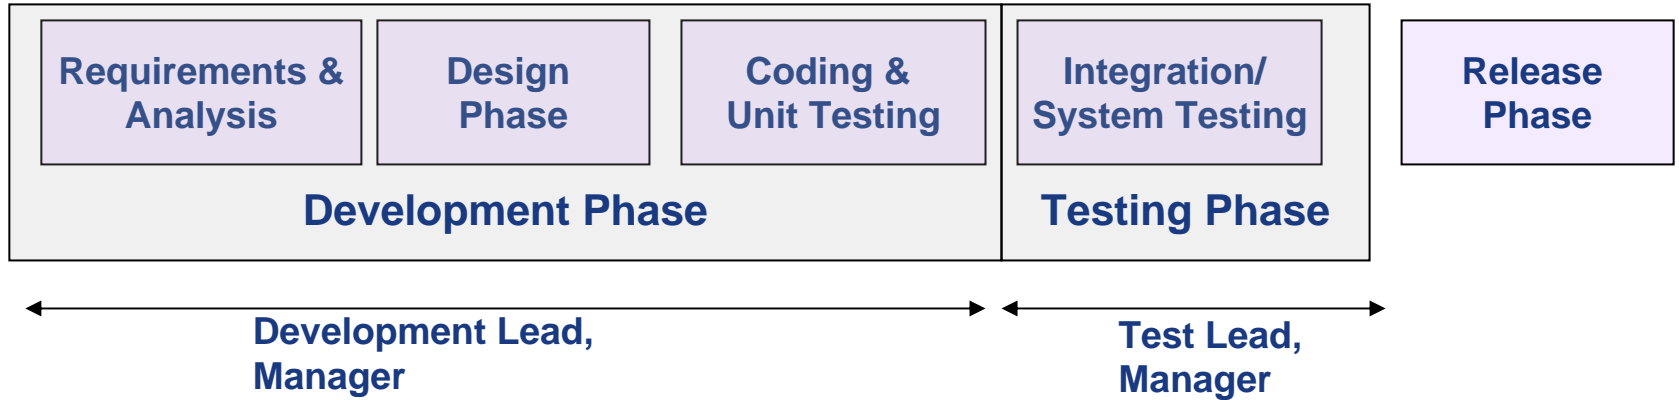 Requirements &
Analysis
Design
Phase
Coding &
Unit Testing
Integration/
System Testing
Release
Phase
Development Phase
Testing Phase
Development Lead,
Manager
Test Lead,
Manager